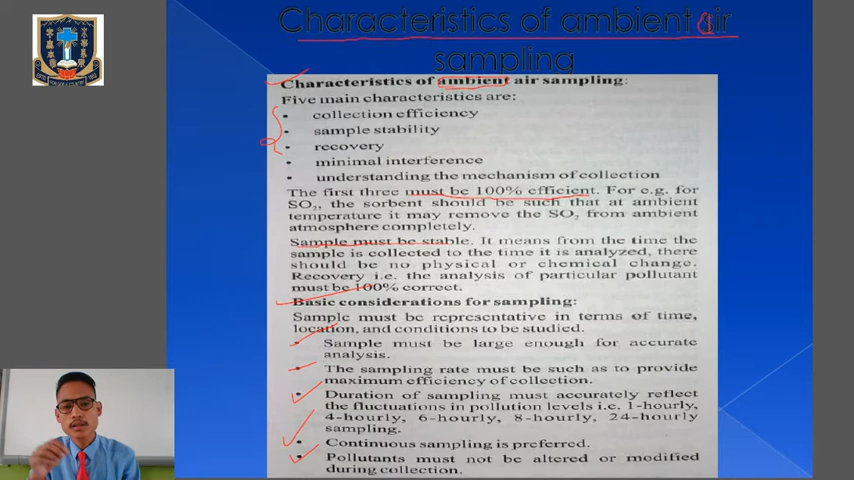 Characteristics of ambient air
sampling
Characteristics of ambient air sampling:
Five main characteristics are:
• collection efficiency
• sample stability
• recovery
• minimal interference
• understanding the mechanism of collection
The first three must be 100% efficient. For e.g. for
SO₂, the sorbent should be such that at ambient
temperature it may remove the SO₂ from ambient
atmosphere completely.
Sample must be stable. It means from the time the
sample is collected to the time it is analyzed, there
should be no physical or chemical change.
Recovery i.e. the analysis of particular pollutant
must be 100% correct.
Basic considerations for sampling:
Sample must be representative in terms of time,
location, and conditions to be studied.
• Sample must be large enough for accurate
analysis.
• The sampling rate must be such as to provide
maximum efficiency of collection.
• Duration of sampling must accurately reflect
the fluctuations in pollution levels i.e. 1-hourly,
4-hourly, 6-hourly, 8-hourly, 24-hourly
sampling.
• Continuous sampling is preferred.
• Pollutants must not be altered or modified
during collection.